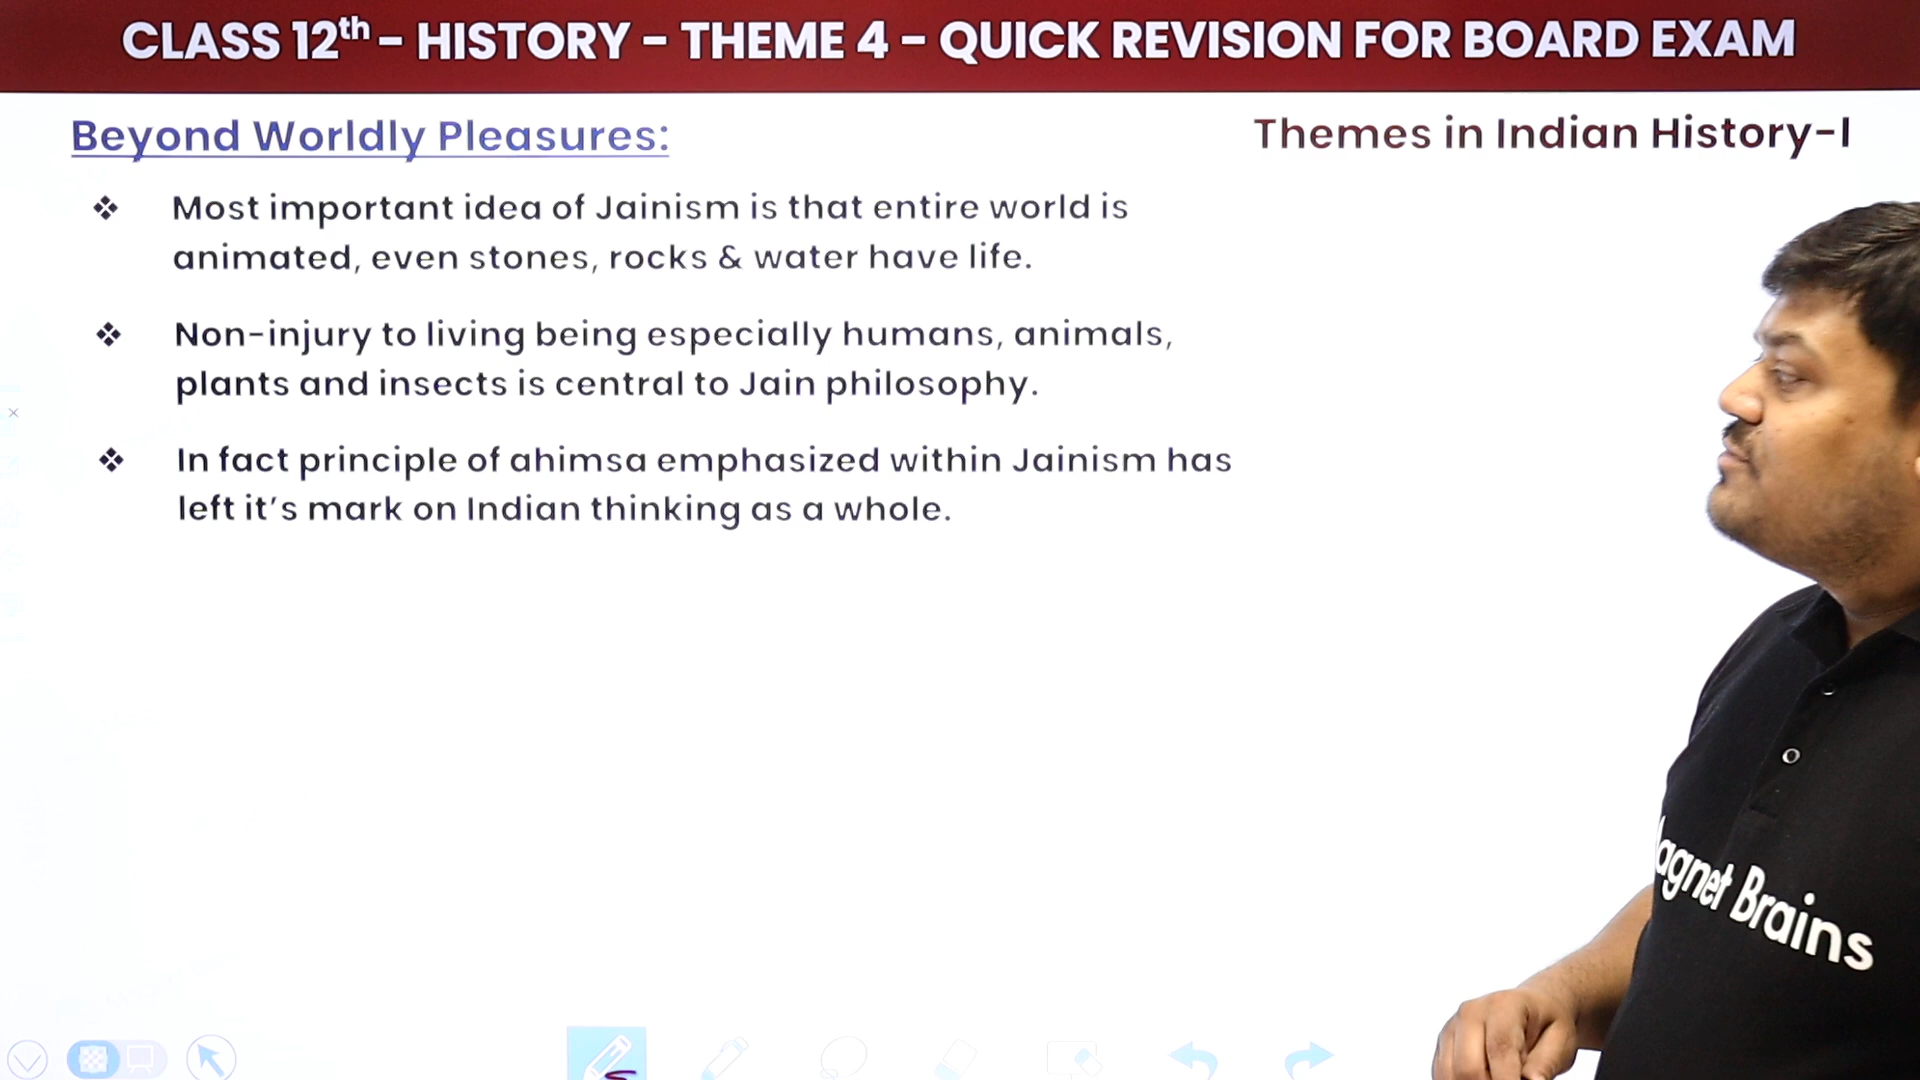 CLASS 12th - HISTORY - THEME 4 - QUICK REVISION FOR BOARD EXAM
Beyond Worldly Pleasures:
Themes in Indian History-I
❖ Most important idea of Jainism is that entire world is
animated, even stones, rocks & water have life.
❖ Non-injury to living being especially humans, animals,
plants and insects is central to Jain philosophy.
❖ In fact principle of ahimsa emphasized within Jainism has
left it's mark on Indian thinking as a whole.
agnet Brains